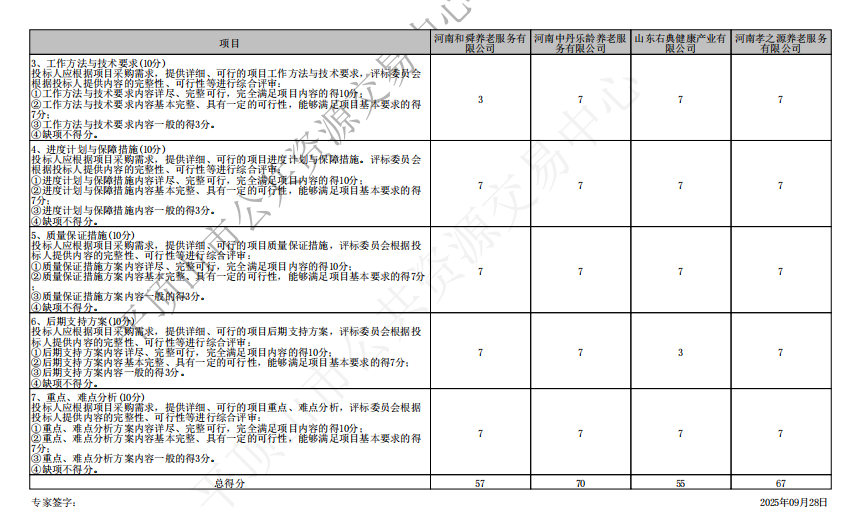 项目
河南和舜养老服务有
限公司
河南中丹乐龄养老服
务有限公司
山东右典健康产业有
限公司
河南孝之源养老服务
有限公司
3、工作方法与技术要求(10分)
投标人应根据项目采购需求，提供详细、可行的项目工作方法与技术要求，评标委员会
根据投标人提供内容的完整性、可行性等进行综合评审:
①工作方法与技术要求内容详尽、完整可行，完全满足项目内容的得10分；
②工作方法与技术要求内容基本完整、具有一定的可行性，能够满足项目基本要求的得
7分；
③工作方法与技术要求内容一般的得3分。
④缺项不得分。
3 7 7 7
4、进度计划与保障措施(10分)
投标人应根据项目采购需求，提供详细、可行的项目进度计划与保障措施。评标委员会
根据投标人提供内容的完整性、可行性等进行综合评审:
①进度计划与保障措施内容详尽、完整可行，完全满足项目内容的得10分；
②进度计划与保障措施内容基本完整、具有一定的可行性，能够满足项目基本要求的得
7分；
③进度计划与保障措施内容一般的得3分。
④缺项不得分。
7 7 7 7
5、质量保证措施(10分)
投标人应根据项目采购需求，提供详细、可行的项目质量保证措施，评标委员会根据投
标人提供内容的完整性、可行性等进行综合评审:
①质量保证措施方案内容详尽、完整可行，完全满足项目内容的得10分；
②质量保证措施方案内容基本完整、具有一定的可行性，能够满足项目基本要求的得7分
；
③质量保证措施方案内容一般的得3分。
④缺项不得分。
7 7 7 7
6、后期支持方案(10分)
投标人应根据项目采购需求，提供详细、可行的项目后期支持方案，评标委员会根据投
标人提供内容的完整性、可行性等进行综合评审:
①后期支持方案内容详尽、完整可行，完全满足项目内容的得10分；
②后期支持方案内容基本完整、具有一定的可行性，能够满足项目基本要求的得7分；
③后期支持方案内容一般的得3分。
④缺项不得分。
7 7 3 7
7、重点、难点分析(10分)
投标人应根据项目采购需求，提供详细、可行的项目重点、难点分析，评标委员会根据
投标人提供内容的完整性、可行性等进行综合评审:
①重点、难点分析方案内容详尽、完整可行，完全满足项目内容的得10分；
②重点、难点分析方案内容基本完整、具有一定的可行性，能够满足项目基本要求的得
7分；
③重点、难点分析方案内容一般的得3分。
④缺项不得分。
7 7 7 7
总得分 57 70 55 67
专家签字：
2025年09月28日
平顶山市公共资源交易中心
平顶山市公共资源交易中心